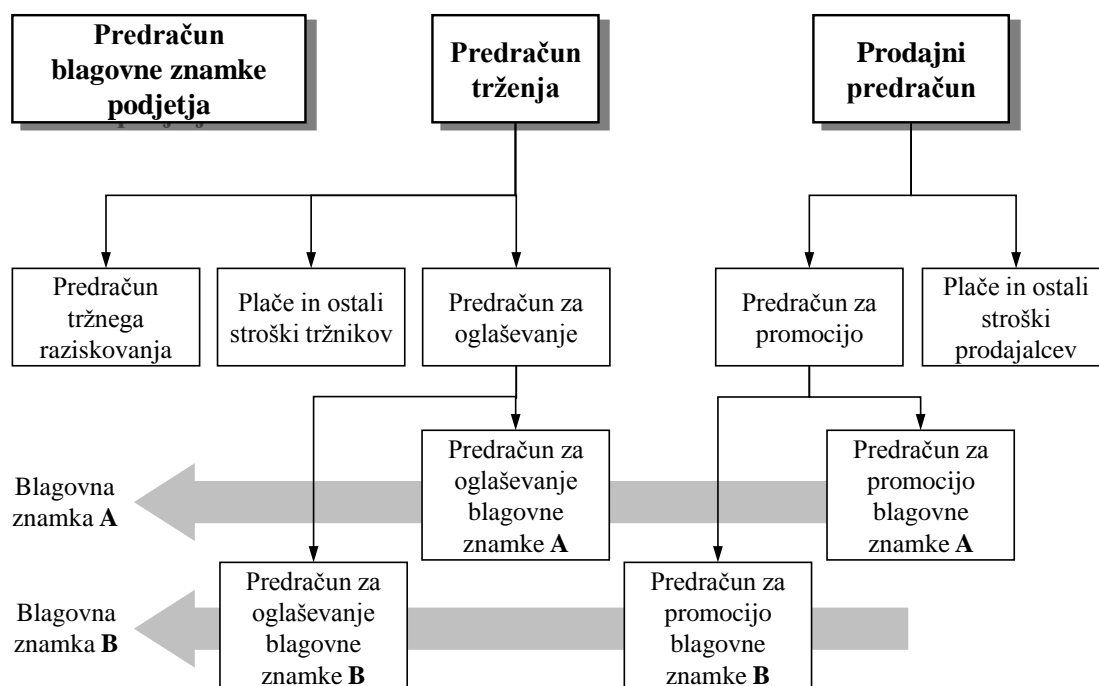 Predračun
blagovne znamke
podjetja
Predračun
trženja
Prodajni
predračun
Predračun
tržnega
raziskovanja
Plače in ostali
stroški tržnikov
Predračun za
oglaševanje
Predračun za
promocijo
Plače in ostali
stroški
prodajalcev
Blagovna
znamka A
Predračun za
oglaševanje
blagovne
znamke A
Predračun za
promocijo
blagovne
znamke A
Blagovna
znamka B
Predračun za
oglaševanje
blagovne
znamke B
Predračun za
promocijo
blagovne
znamke B